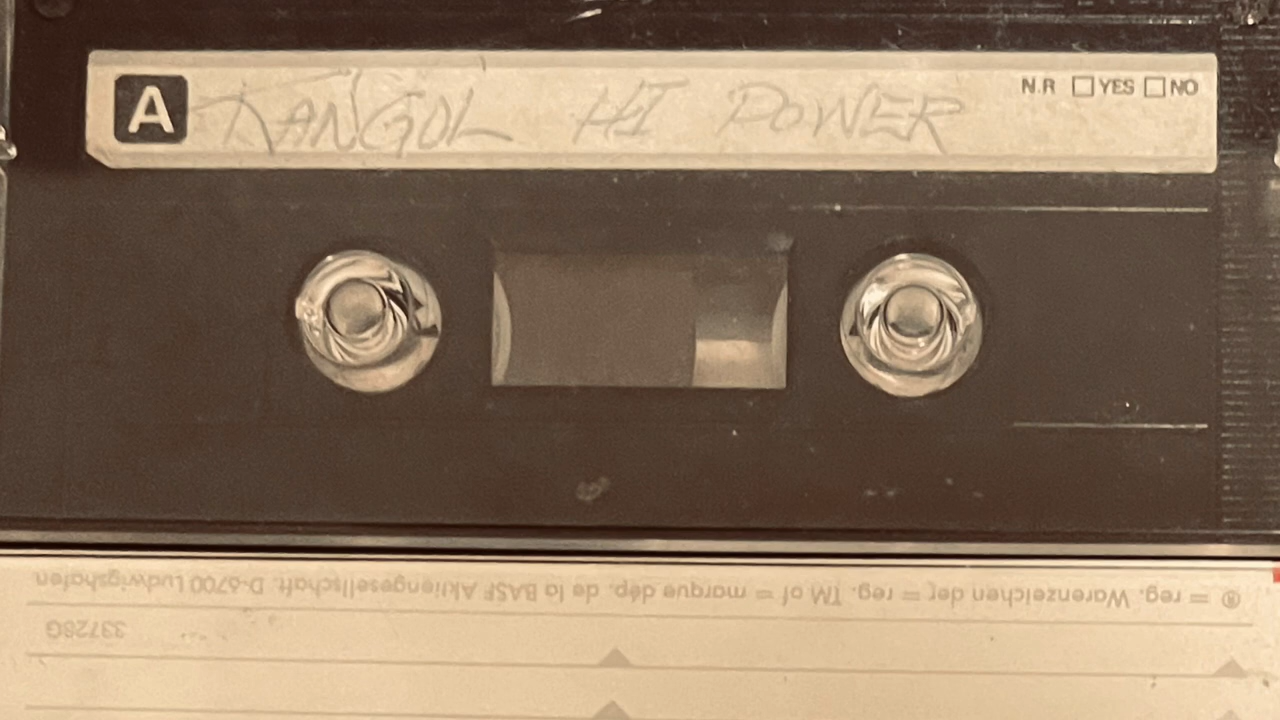 A KANGOL HI POWER N.R □ YES □ NO
® = reg. Warenzeichen der = reg. TM of = marque dép. de la BASF Aktiengesellschaft. D-6700 Ludwigshafen
33728G